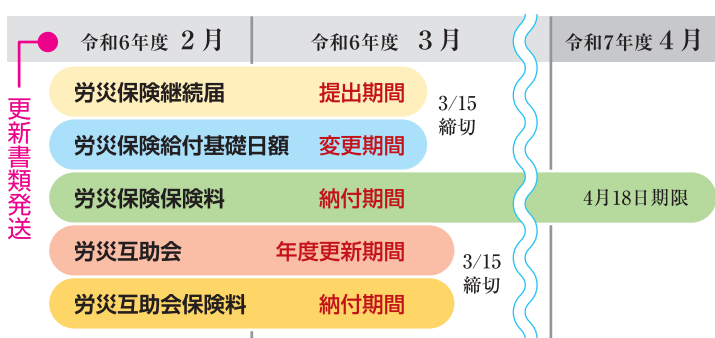 令和6年度 2月
令和6年度 3月
令和7年度 4月
更新書類発送
労災保険継続届 提出期間
労災保険給付基礎日額 変更期間
3/15
締切
労災保険保険料 納付期間
4月18日期限
労災互助会 年度更新期間
労災互助会保険料 納付期間
3/15
締切